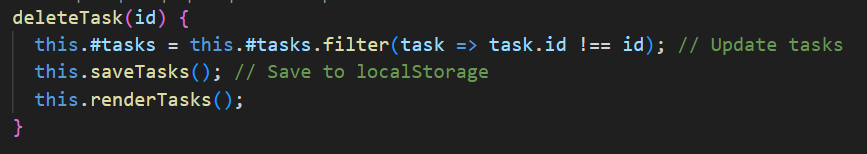 deleteTask(id) {
this.#tasks = this.#tasks.filter(task => task.id !== id); // Update tasks
this.saveTasks(); // Save to localStorage
this.renderTasks();
}